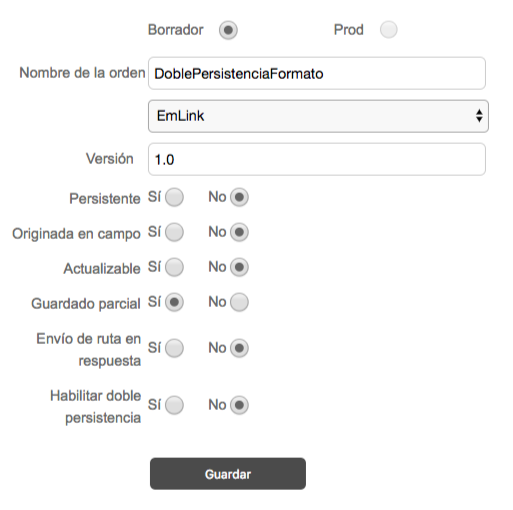 Borrador Prod
Nombre de la orden DoblePersistenciaFormato
EmLink
Versión 1.0
Persistente Sí No
Originada en campo Sí No
Actualizable Sí No
Guardado parcial Sí No
Envío de ruta en
respuesta Sí No
Habilitar doble
persistencia Sí No
Guardar